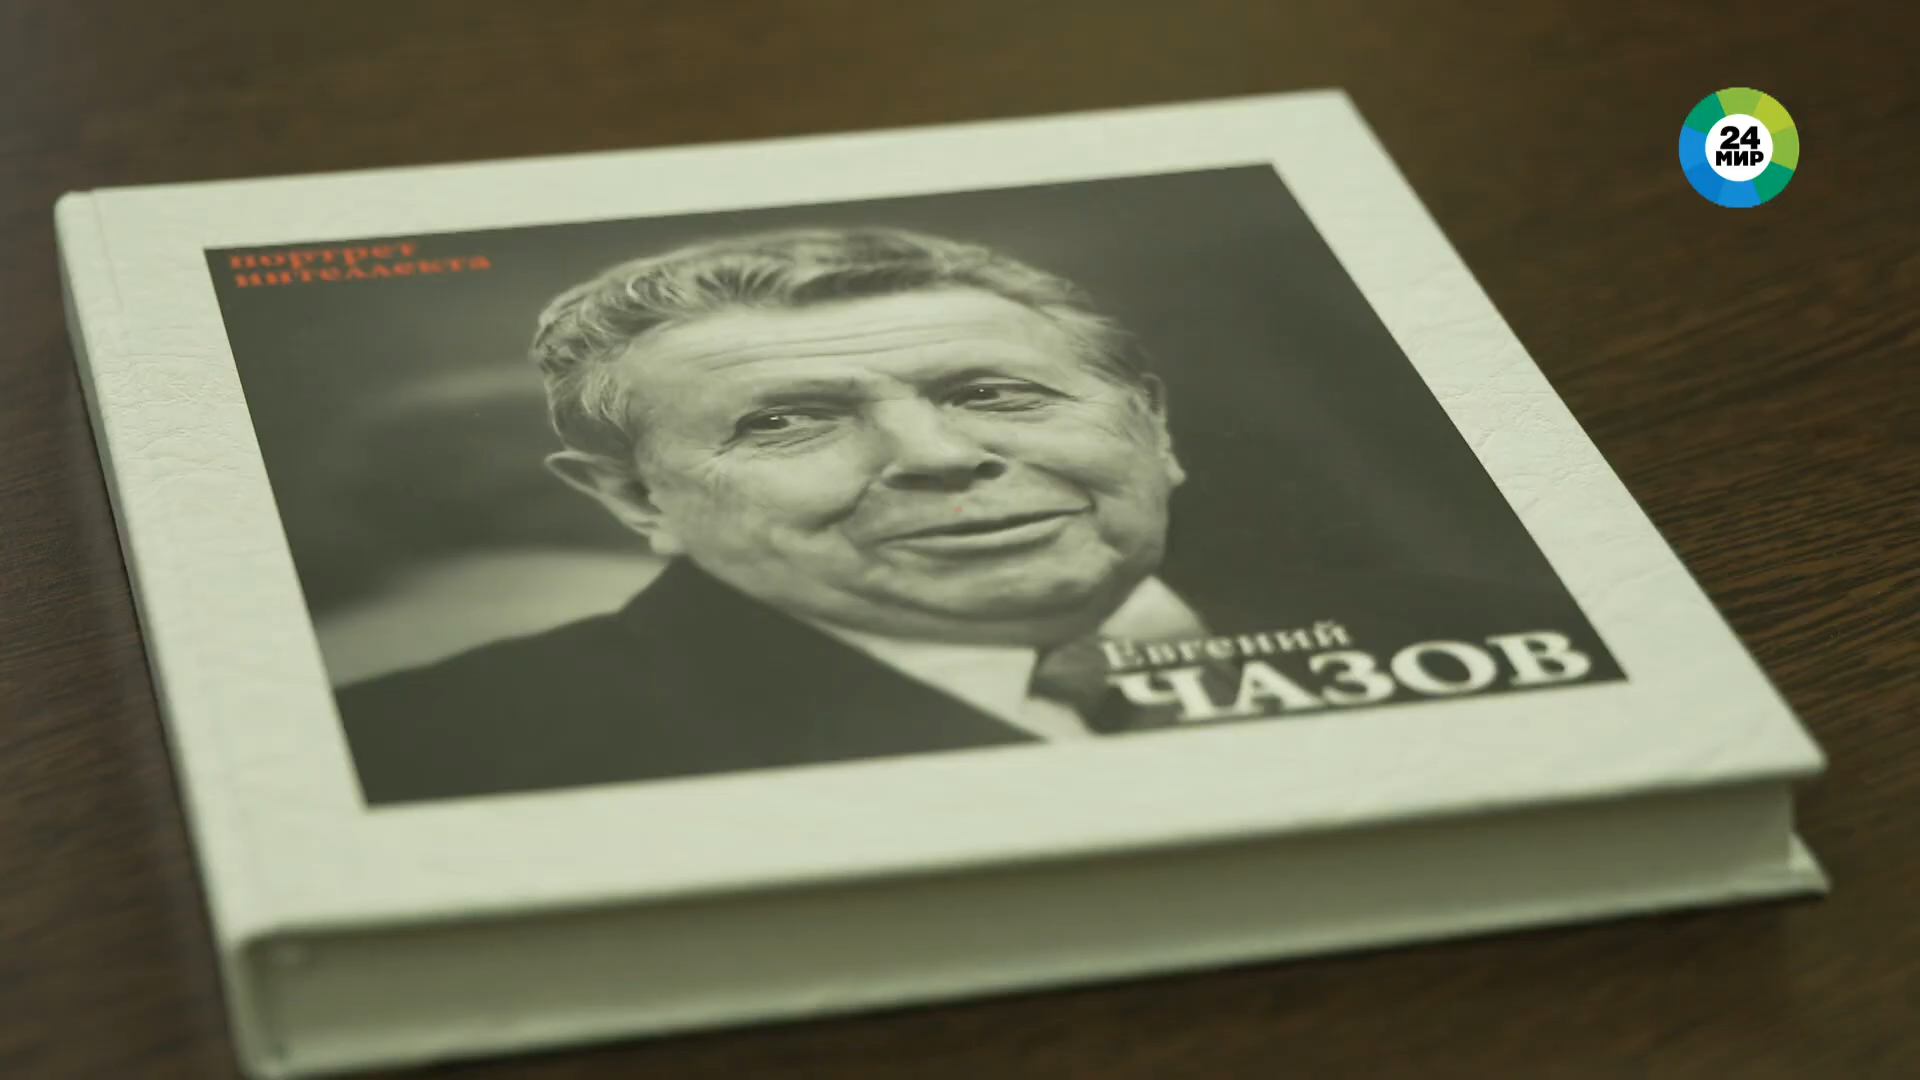 портрет
интеллекта
24
МИР
Евгений
ЧАЗОВ